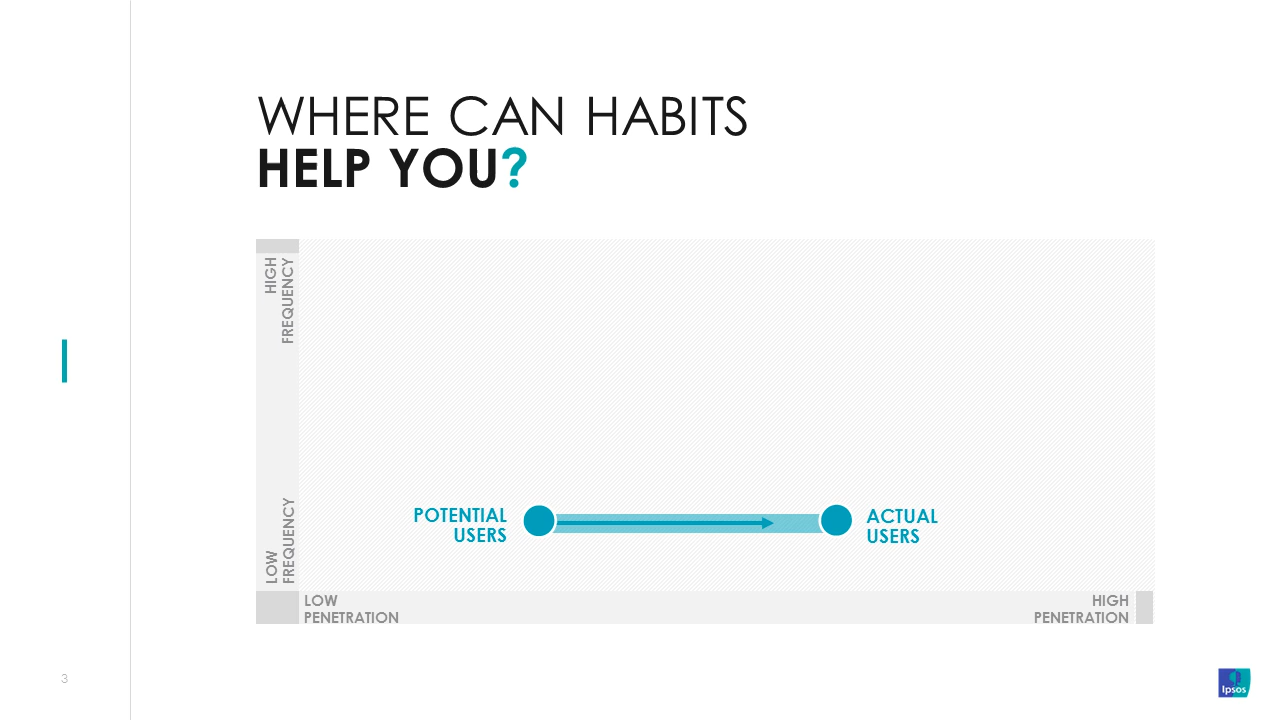 WHERE CAN HABITS
HELP YOU?
HIGH
FREQUENCY
LOW
FREQUENCY
POTENTIAL
USERS
ACTUAL
USERS
LOW
PENETRATION
HIGH
PENETRATION
3
Ipsos